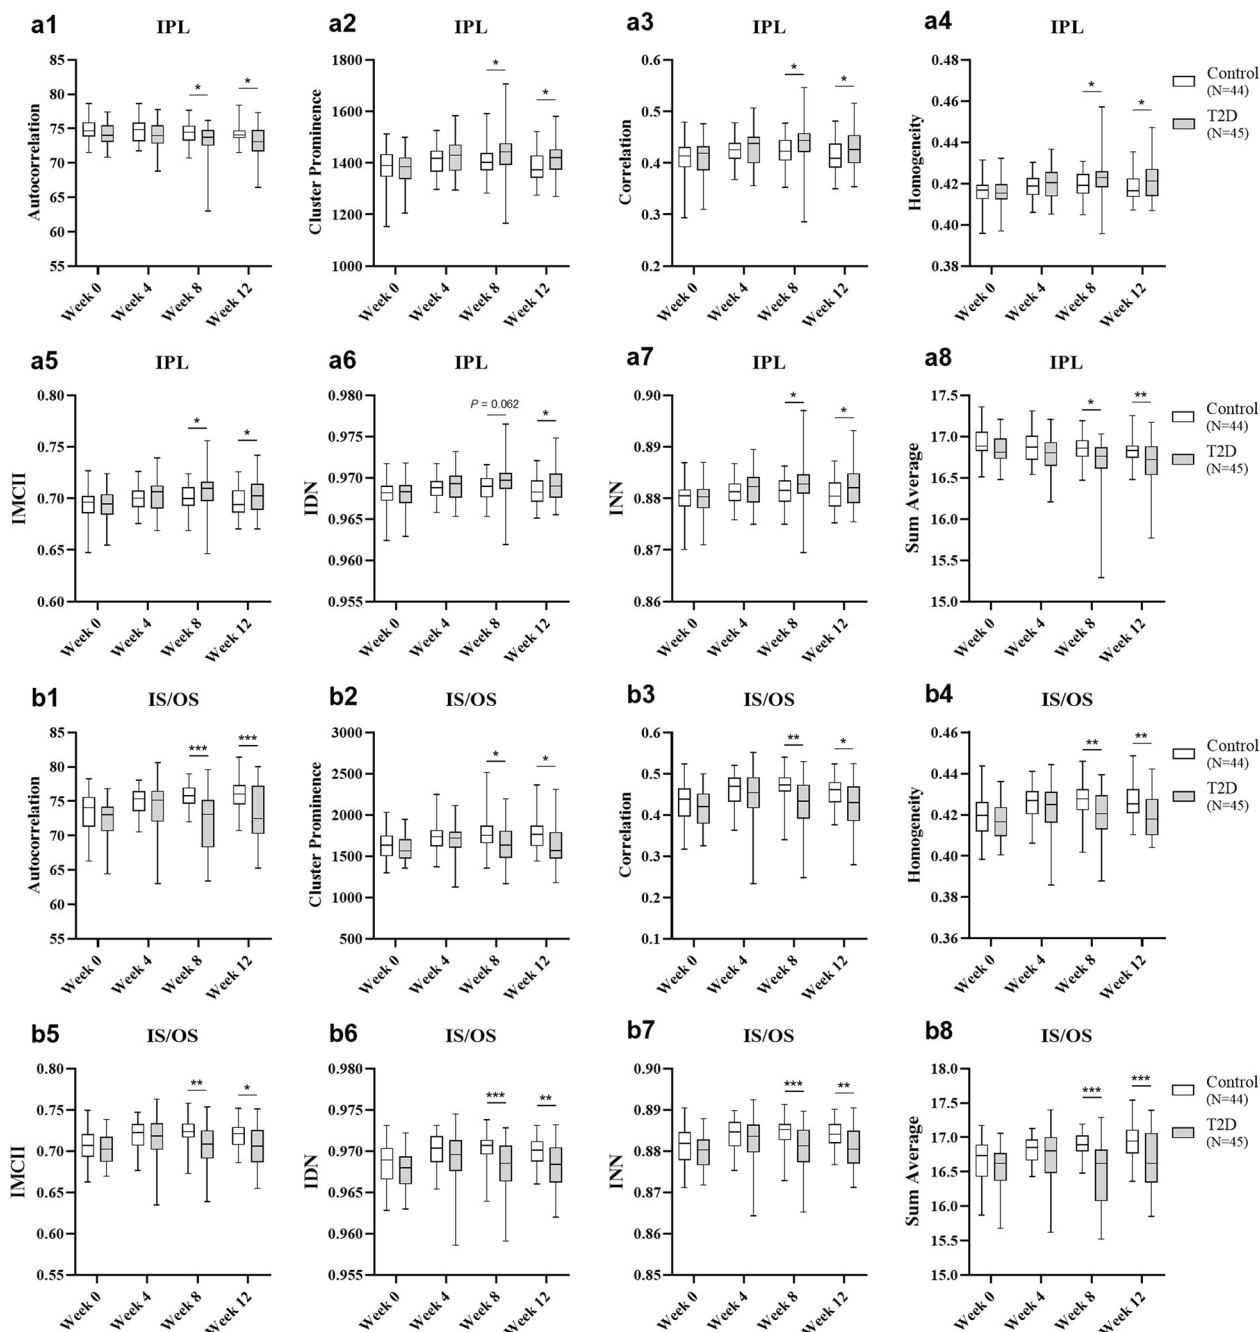 a1 IPL
85
80
75
70
65
60
55
Autocorrelation
* *
Week 0 Week 4 Week 8 Week 12
a2 IPL
1800
1600
1400
1200
1000
Cluster Prominence
* *
Week 0 Week 4 Week 8 Week 12
a3 IPL
0.6
0.5
0.4
0.3
0.2
Correlation
* *
Week 0 Week 4 Week 8 Week 12
a4 IPL
0.48
0.46
0.44
0.42
0.40
0.38
Homogeneity
* *
Week 0 Week 4 Week 8 Week 12
Control
(N=44)
T2D
(N=45)
a5 IPL
0.80
0.75
0.70
0.65
0.60
IMCII
* *
Week 0 Week 4 Week 8 Week 12
a6 IPL
0.980
0.975
0.970
0.965
0.960
0.955
IDN
P = 0.062 *
Week 0 Week 4 Week 8 Week 12
a7 IPL
0.90
0.89
0.88
0.87
0.86
INN
* *
Week 0 Week 4 Week 8 Week 12
a8 IPL
17.5
17.0
16.5
16.0
15.5
15.0
Sum Average
* **
Week 0 Week 4 Week 8 Week 12
Control
(N=44)
T2D
(N=45)
b1 IS/OS
85
80
75
70
65
60
55
Autocorrelation
*** ***
Week 0 Week 4 Week 8 Week 12
b2 IS/OS
3000
2500
2000
1500
1000
500
Cluster Prominence
* *
Week 0 Week 4 Week 8 Week 12
b3 IS/OS
0.6
0.5
0.4
0.3
0.2
0.1
Correlation
** *
Week 0 Week 4 Week 8 Week 12
b4 IS/OS
0.46
0.44
0.42
0.40
0.38
0.36
Homogeneity
** **
Week 0 Week 4 Week 8 Week 12
Control
(N=44)
T2D
(N=45)
b5 IS/OS
0.80
0.75
0.70
0.65
0.60
0.55
IMCII
** *
Week 0 Week 4 Week 8 Week 12
b6 IS/OS
0.980
0.975
0.970
0.965
0.960
0.955
IDN
*** **
Week 0 Week 4 Week 8 Week 12
b7 IS/OS
0.90
0.89
0.88
0.87
0.86
0.85
INN
*** **
Week 0 Week 4 Week 8 Week 12
b8 IS/OS
18.0
17.5
17.0
16.5
16.0
15.5
15.0
Sum Average
*** ***
Week 0 Week 4 Week 8 Week 12
Control
(N=44)
T2D
(N=45)